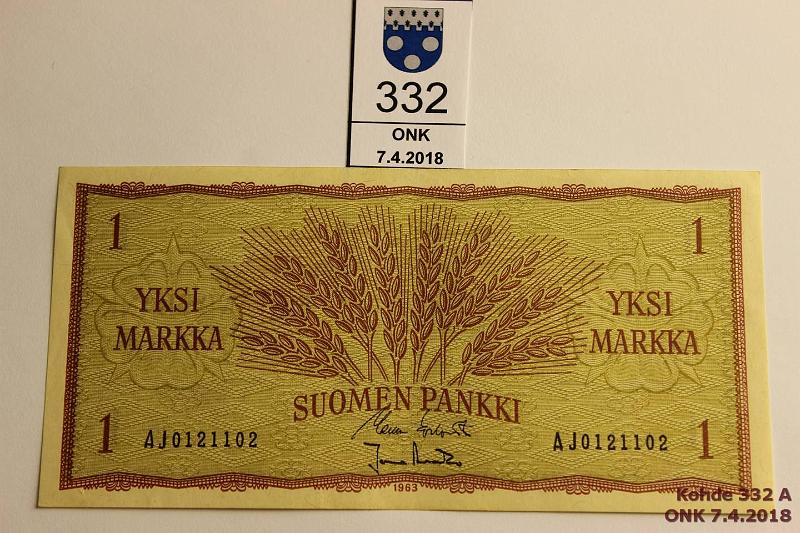 332
ONK
7.4.2018
1 1
YKSI MARKKA
YKSI MARKKA
SUOMEN PANKKI
1 1
AJ0121102 AJ0121102
1963
Kohde 332 A
ONK 7.4.2018